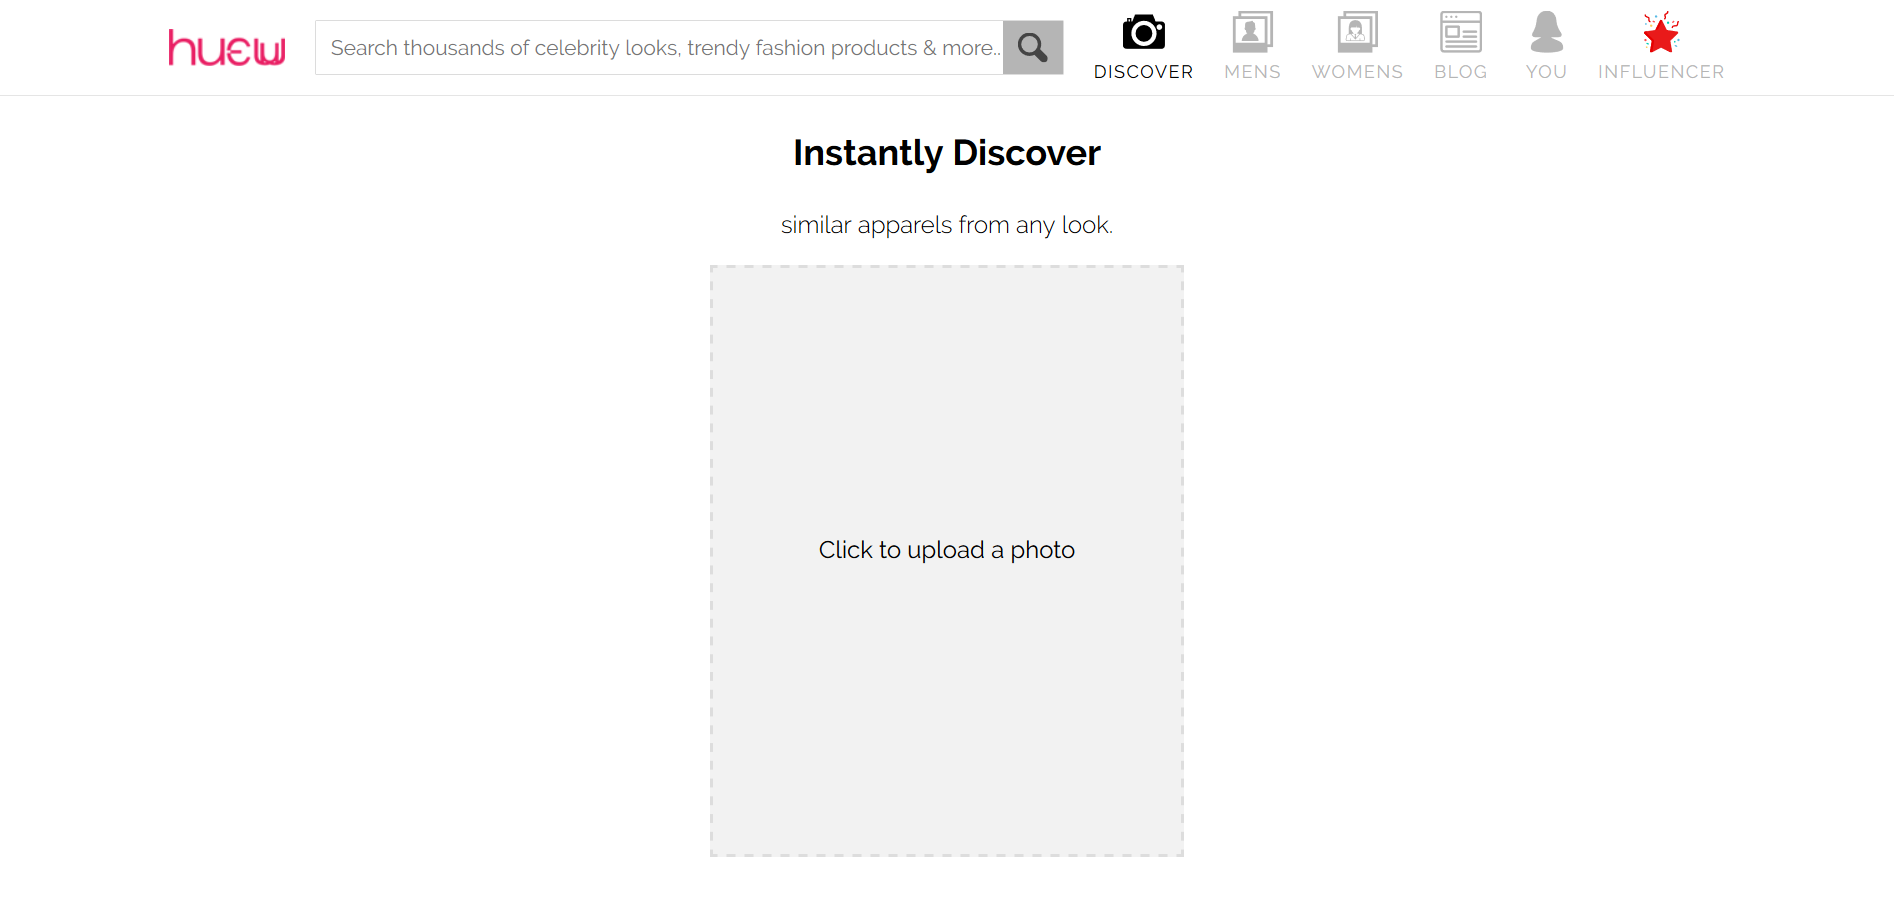 huew
Search thousands of celebrity looks, trendy fashion products & more..
DISCOVER
MENS
WOMENS
BLOG
YOU
INFLUENCER
Instantly Discover
similar apparels from any look.
Click to upload a photo